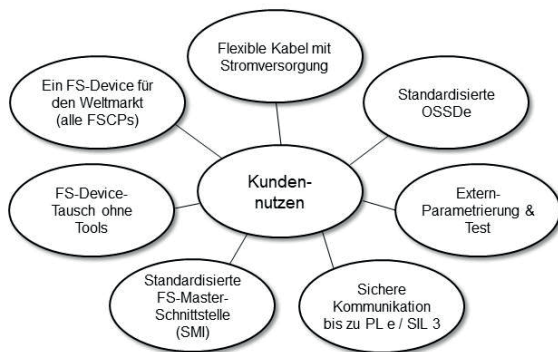 Flexible Kabel mit
Stromversorgung
Ein FS-Device für
den Weltmarkt
(alle FSCPs)
Standardisierte
OSSDe
Kunden-
nutzen
FS-Device-
Tausch ohne
Tools
Extern-
Parametrierung &
Test
Standardisierte
FS-Master-
Schnittstelle
(SMI)
Sichere
Kommunikation
bis zu PL e / SIL 3